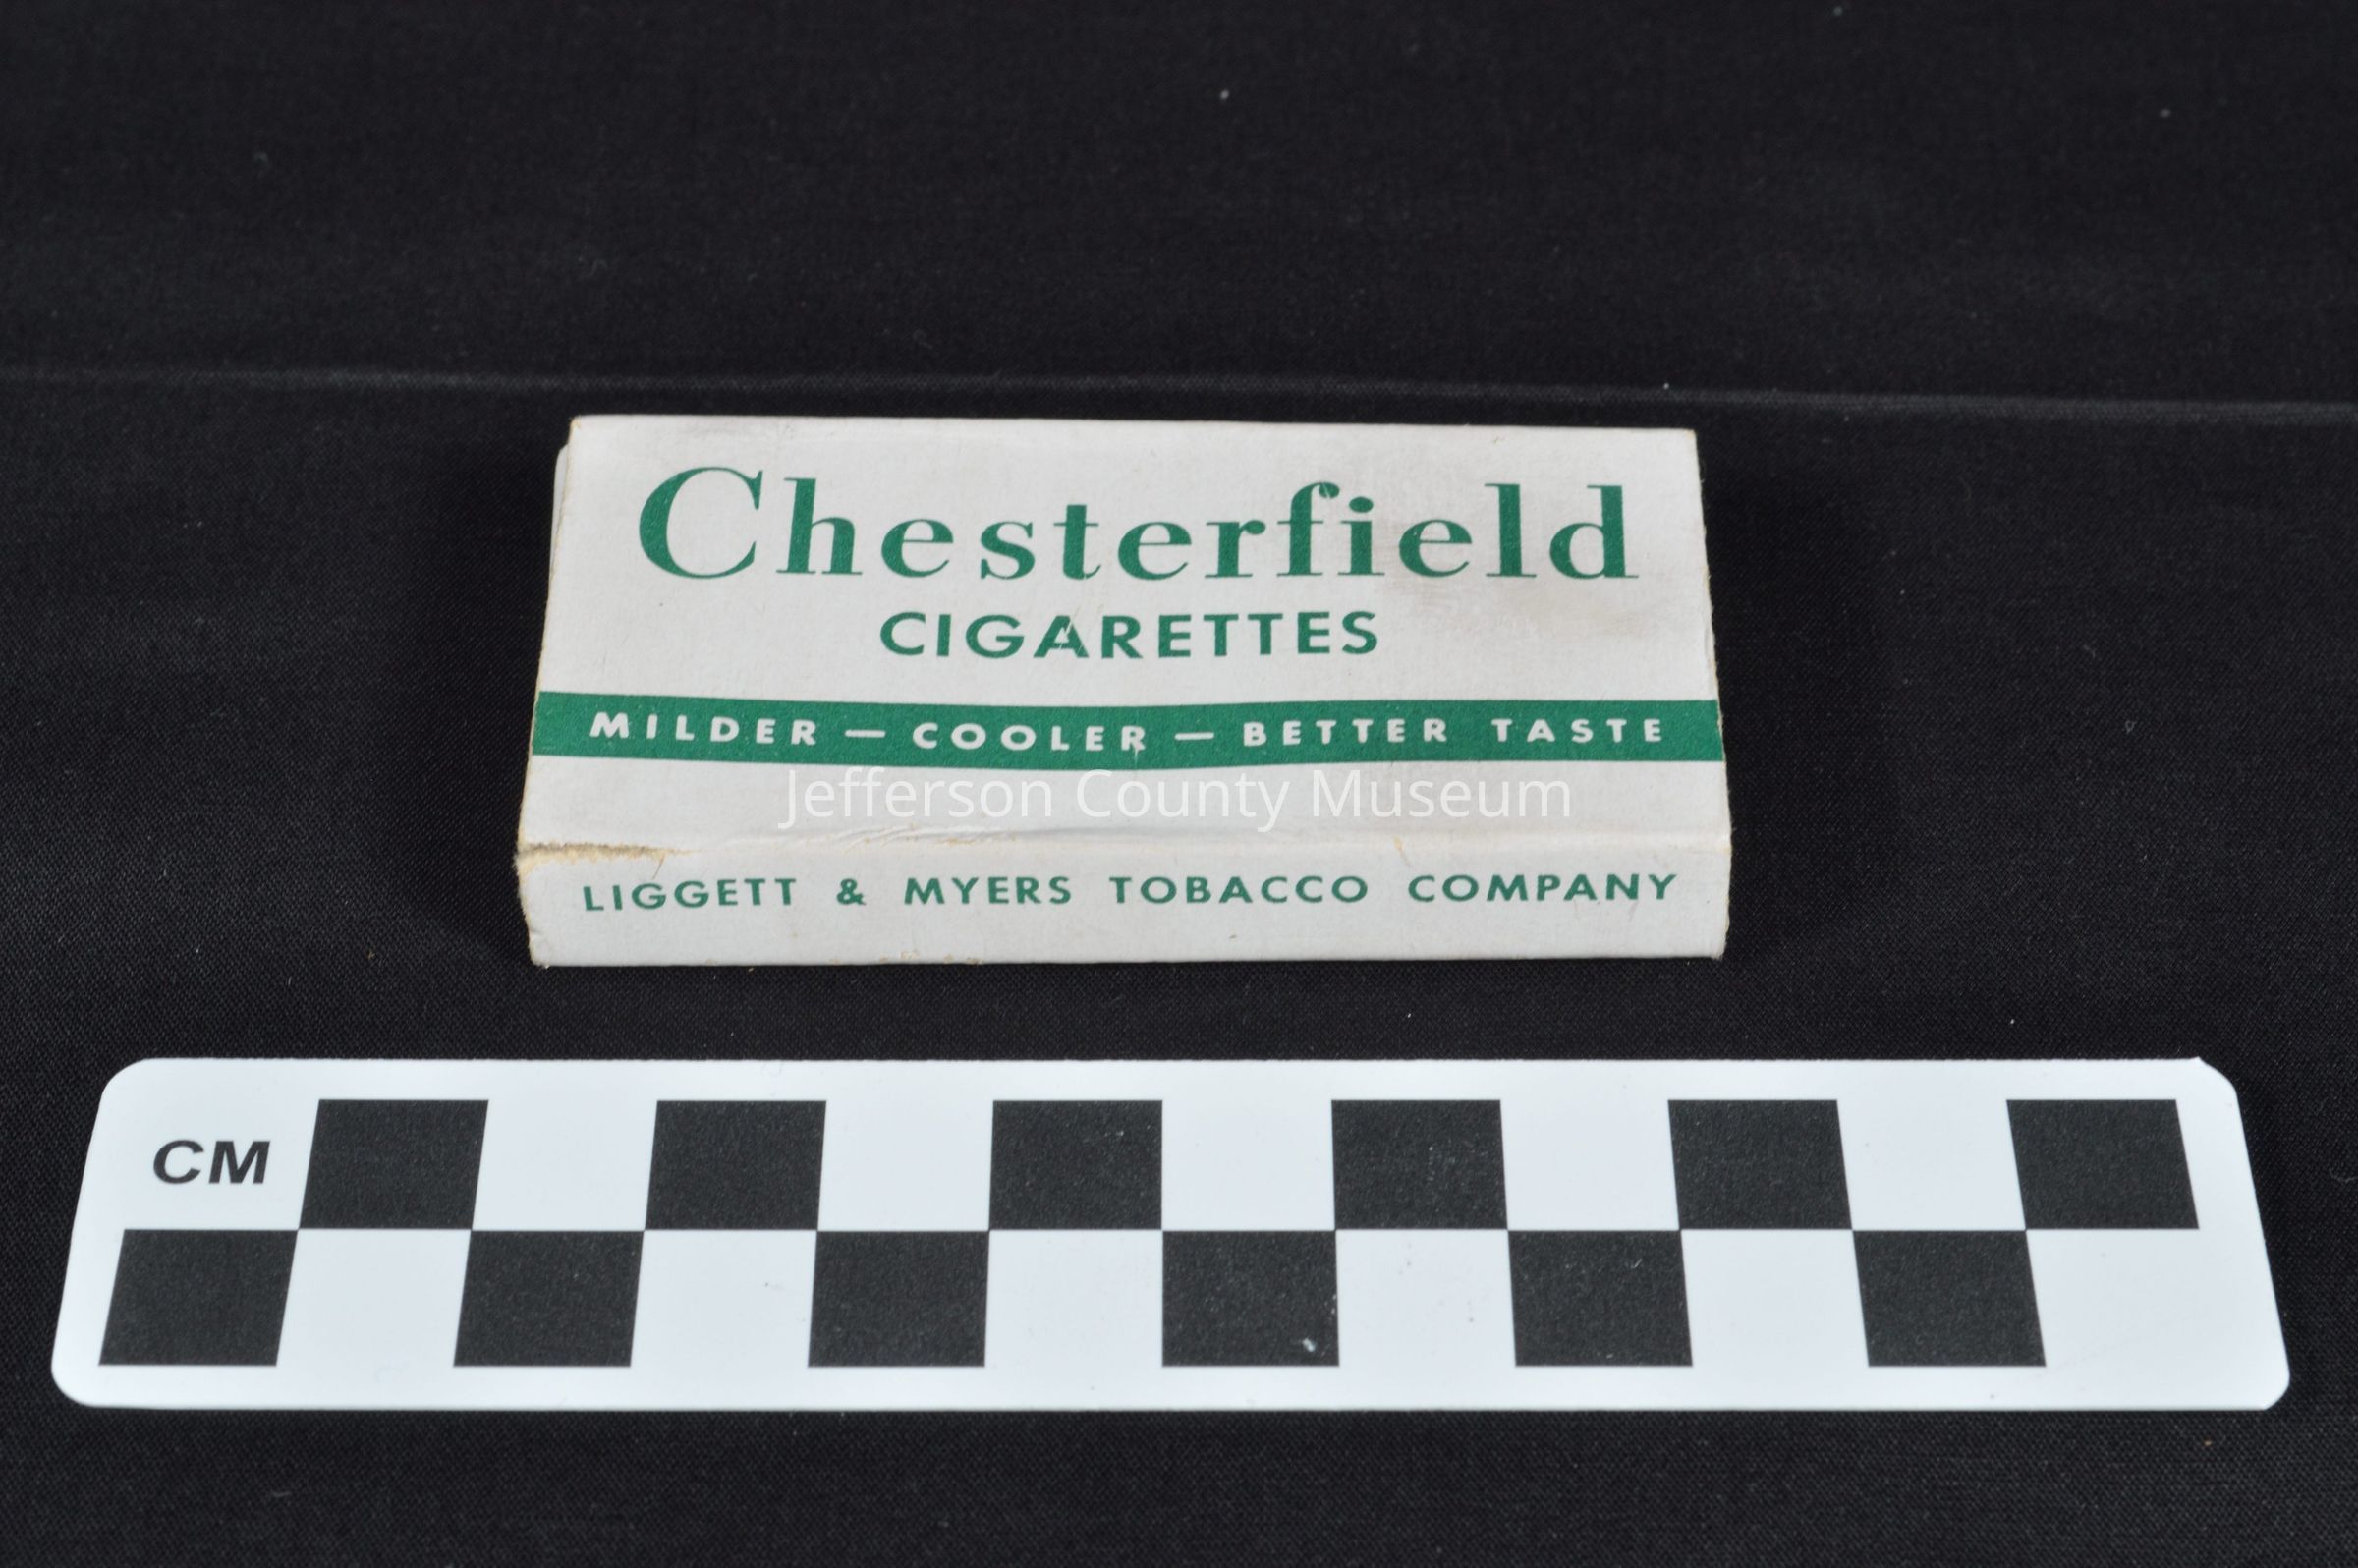 Chesterfield
CIGARETTES
MILDER — COOLER — BETTER TASTE
Jefferson County Museum
LIGGETT & MYERS TOBACCO COMPANY
CM